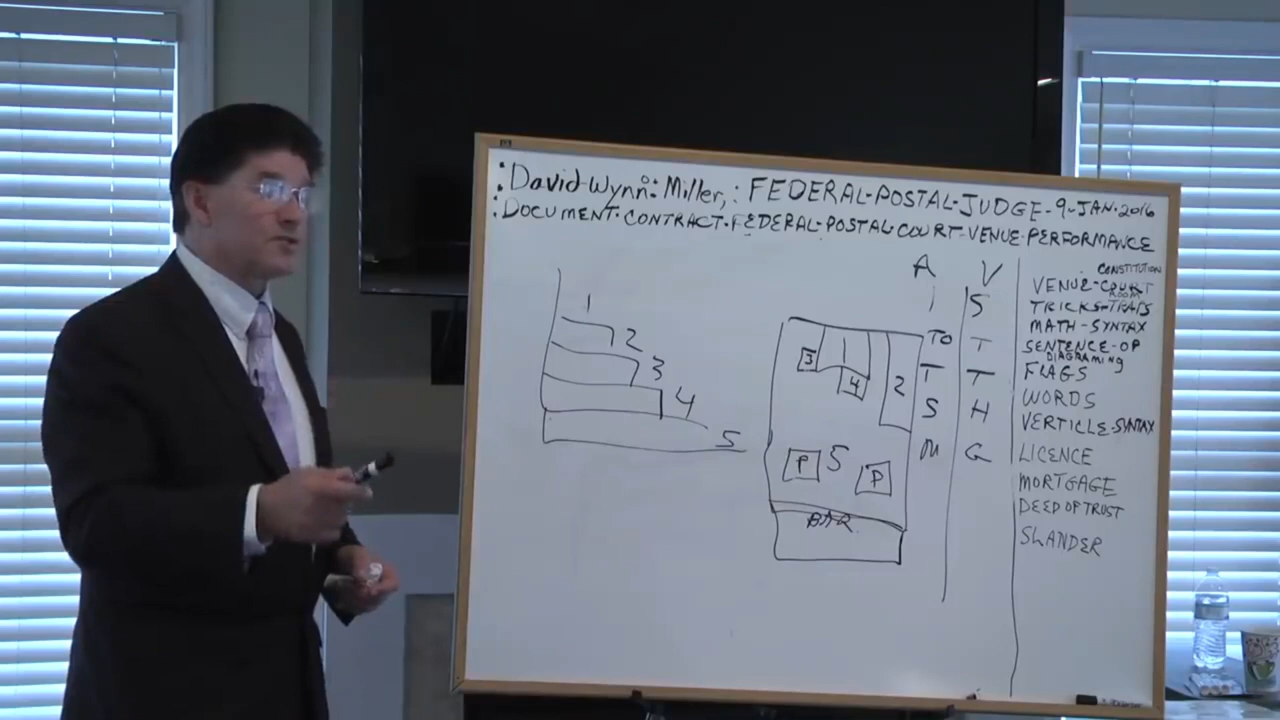 :David-Wynn: Miller,: FEDERAL-POSTAL-JUDGE-9-JAN-2016
:DOCUMENT-CONTRACT-FEDERAL-POSTAL-COURT-VENUE-PERFORMANCE
1
2
3
4
5
3
1
4
2
P
5
P
BAR
A
i
TO
T
S
M
V
S
T
T
H
G
CONSTITUTION
VENUE-COURT
ROOM
TRICKS-TRAPS
MATH-SYNTAX
SENTENCE-OP
DIAGRAMING
FLAGS
WORDS
VERTICLE-SYNTAX
LICENCE
MORTGAGE
DEED OF TRUST
SLANDER